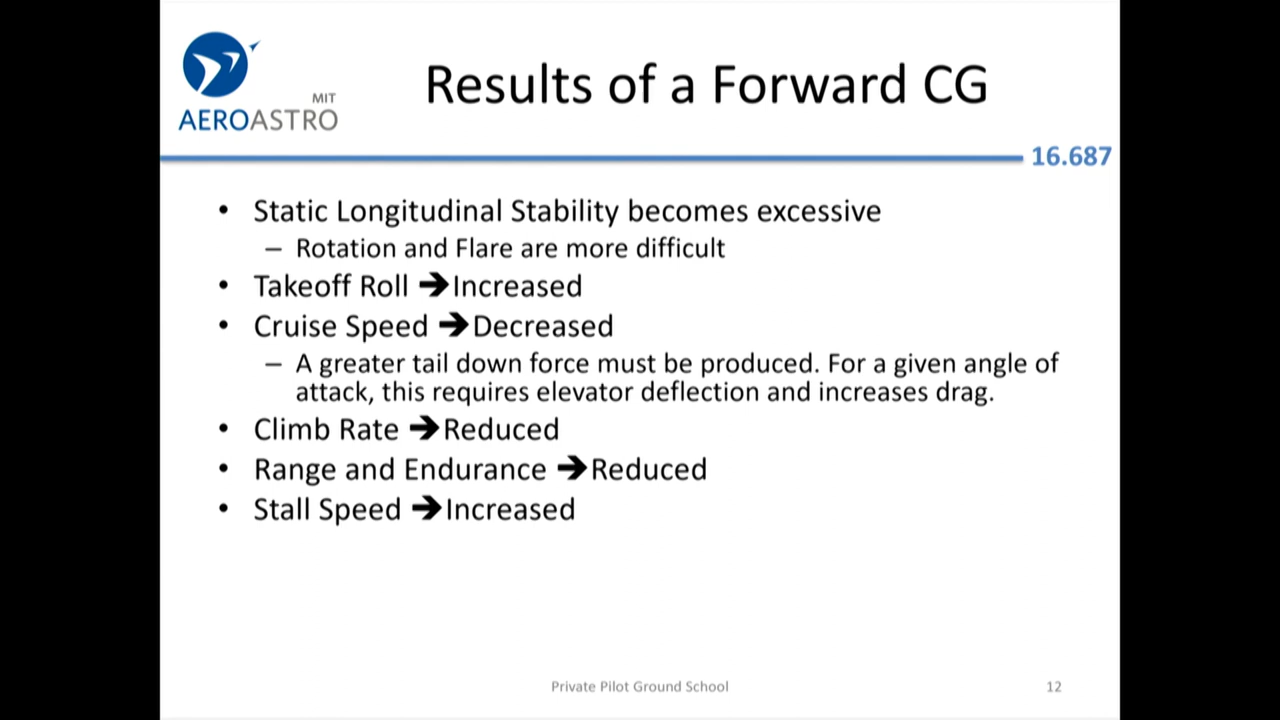 MIT
AEROASTRO
Results of a Forward CG
16.687
• Static Longitudinal Stability becomes excessive
– Rotation and Flare are more difficult
• Takeoff Roll ➔Increased
• Cruise Speed ➔Decreased
– A greater tail down force must be produced. For a given angle of
attack, this requires elevator deflection and increases drag.
• Climb Rate ➔Reduced
• Range and Endurance ➔Reduced
• Stall Speed ➔Increased
Private Pilot Ground School
12